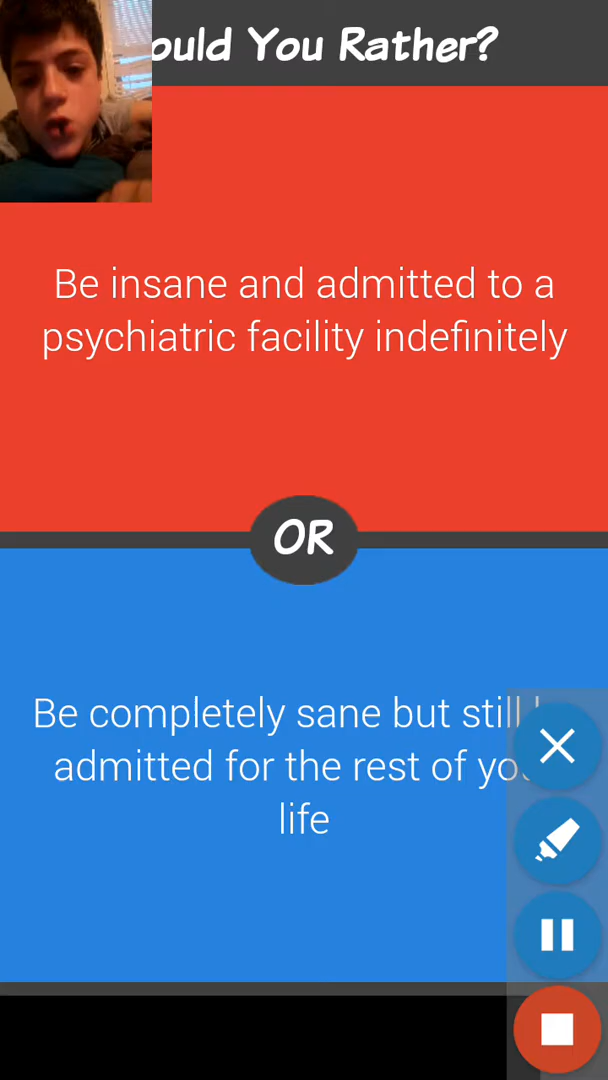 ould You Rather?
Be insane and admitted to a
psychiatric facility indefinitely
OR
Be completely sane but still
admitted for the rest of yo
life